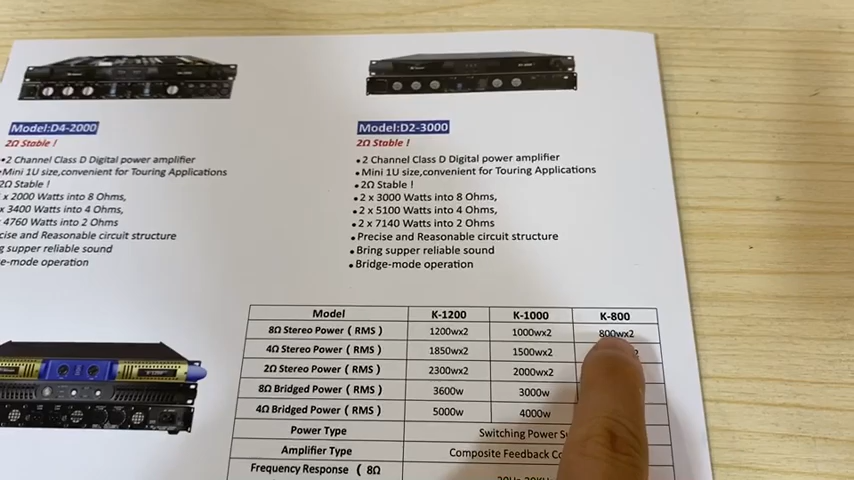 Model:D4-2000
2Ω Stable !
•2 Channel Class D Digital power amplifier
Mini 1U size,convenient for Touring Applications
2Ω Stable !
x 2000 Watts into 8 Ohms,
x 3400 Watts into 4 Ohms,
x 4760 Watts into 2 Ohms
and Reasonable circuit structure
supper reliable sound
-mode operation
Model:D2-3000
2Ω Stable !
•2 Channel Class D Digital power amplifier
•Mini 1U size,convenient for Touring Applications
•2Ω Stable !
•2 x 3000 Watts into 8 Ohms,
•2 x 5100 Watts into 4 Ohms,
•2 x 7140 Watts into 2 Ohms
•Precise and Reasonable circuit structure
•Bring supper reliable sound
•Bridge-mode operation
Model K-1200 K-1000 K-800
8Ω Stereo Power ( RMS ) 1200wx2 1000wx2 800wx2
4Ω Stereo Power ( RMS ) 1850wx2 1500wx2
2Ω Stereo Power ( RMS ) 2300wx2 2000wx2
8Ω Bridged Power ( RMS ) 3600w 3000w
4Ω Bridged Power ( RMS ) 5000w 4000w
Power Type Switching Power
Amplifier Type Composite Feedback
Frequency Response ( 8Ω